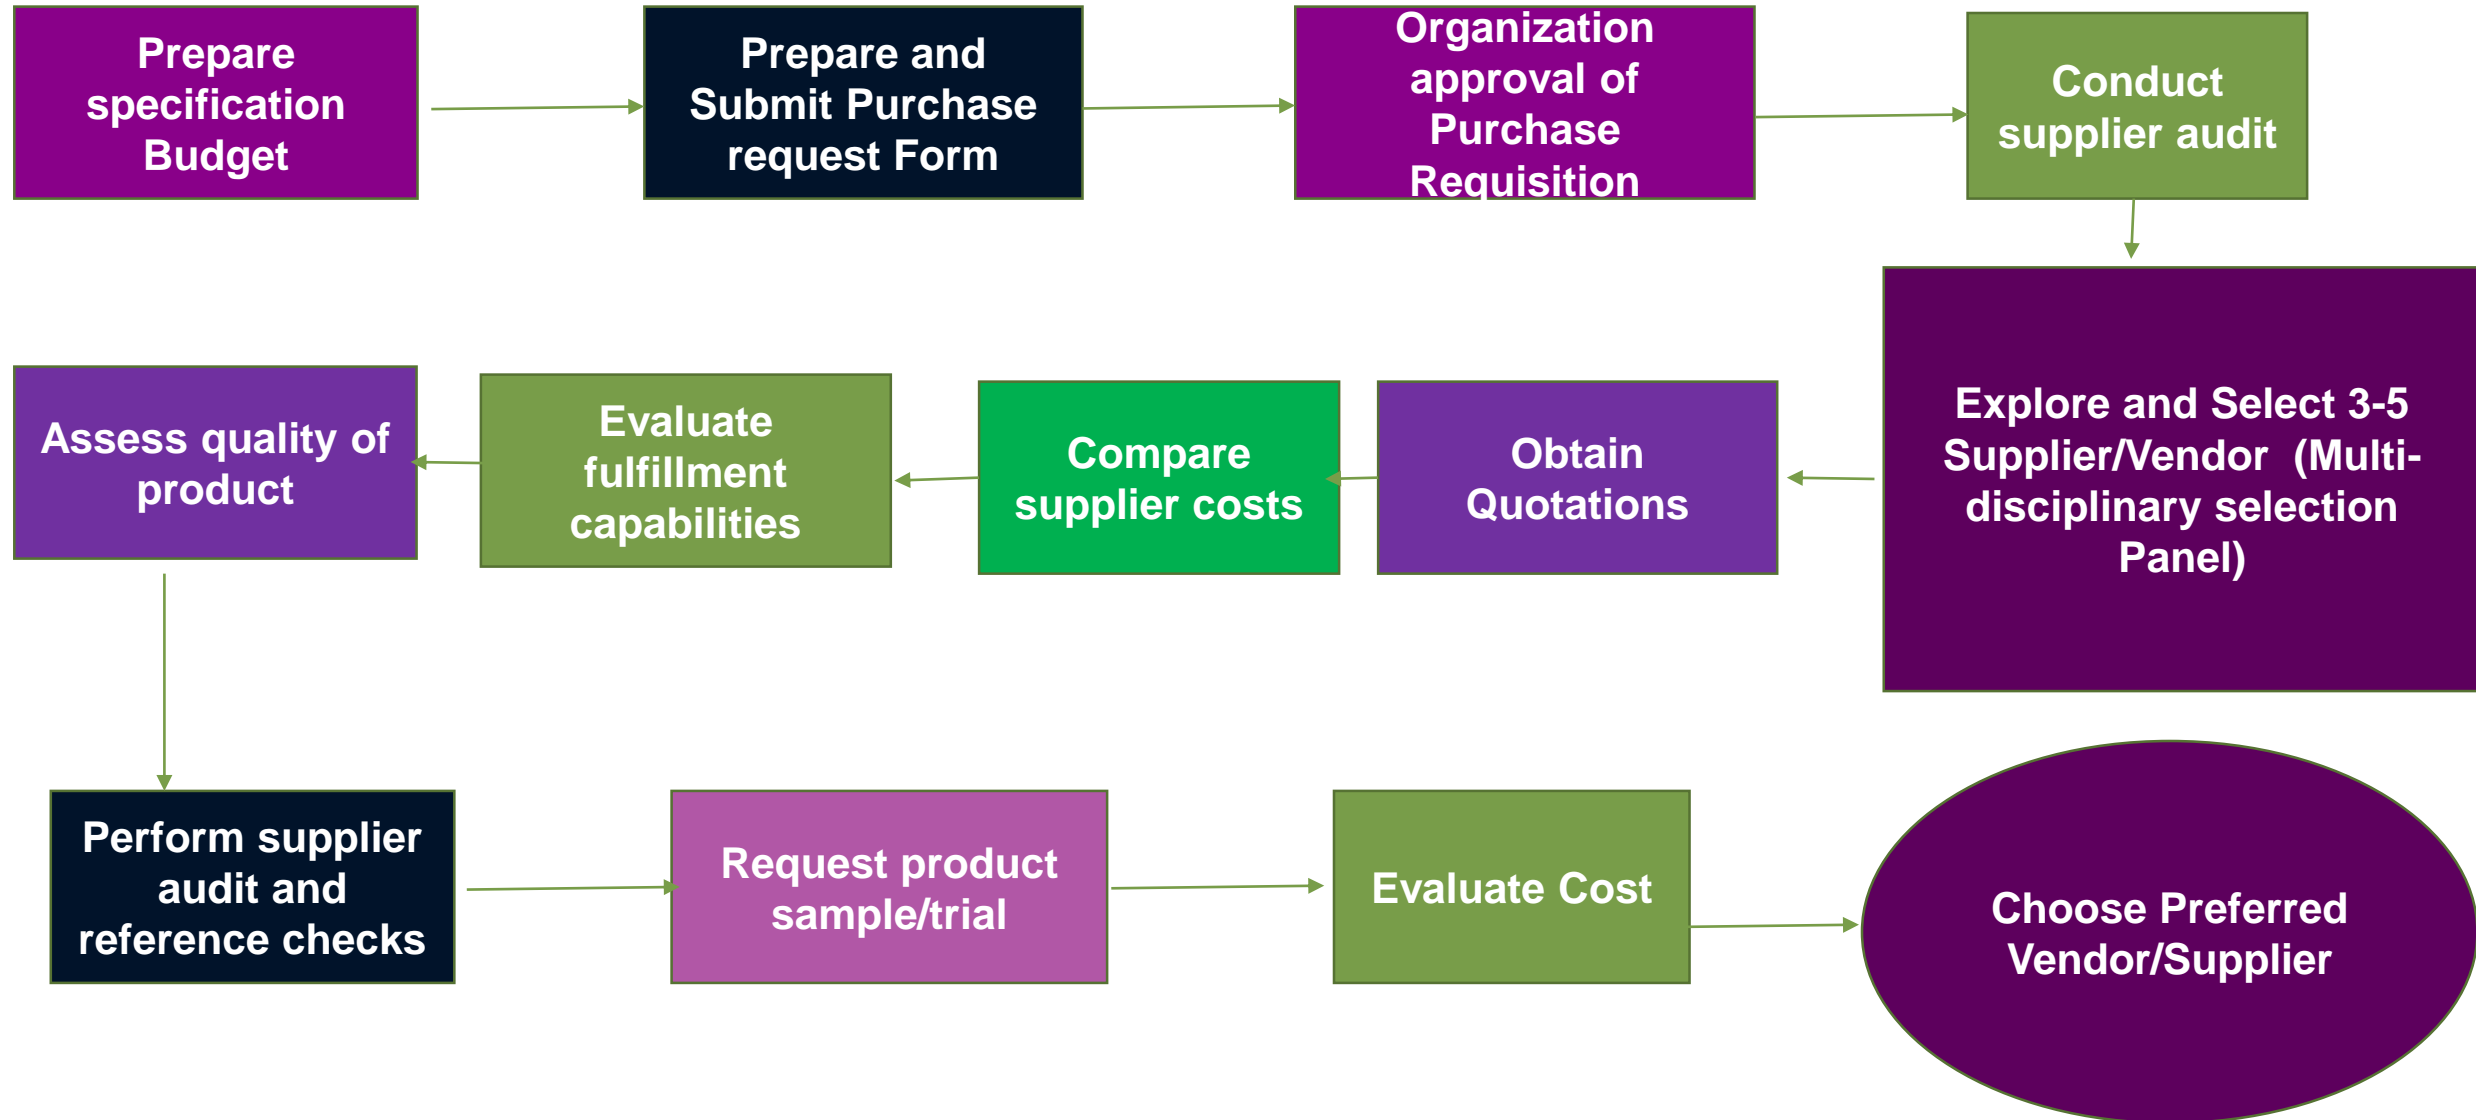 Prepare
specification
Budget
Prepare and
Submit Purchase
request Form
Organization
approval of
Purchase
Requisition
Conduct
supplier audit
Explore and Select 3-5
Supplier/Vendor (Multi-
disciplinary selection
Panel)
Obtain
Quotations
Compare
supplier costs
Evaluate
fulfillment
capabilities
Assess quality of
product
Perform supplier
audit and
reference checks
Request product
sample/trial
Evaluate Cost
Choose Preferred
Vendor/Supplier